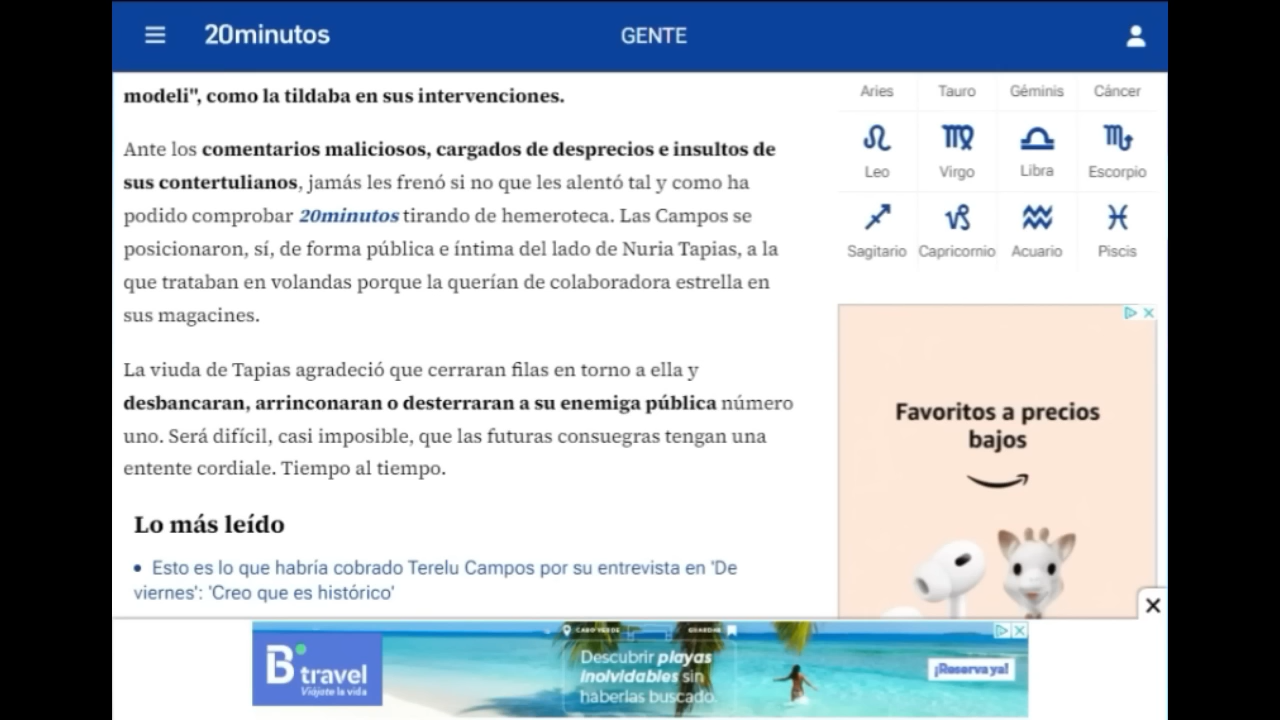 20minutos
GENTE
modeli", como la tildaba en sus intervenciones.
Ante los comentarios maliciosos, cargados de desprecios e insultos de
sus contertulianos, jamás les frenó si no que les alentó tal y como ha
podido comprobar 20minutos tirando de hemeroteca. Las Campos se
posicionaron, sí, de forma pública e íntima del lado de Nuria Tapias, a la
que trataban en volandas porque la querían de colaboradora estrella en
sus magacines.
La viuda de Tapias agradeció que cerraran filas en torno a ella y
desbancaran, arrinconaran o desterraran a su enemiga pública número
uno. Será difícil, casi imposible, que las futuras consuegras tengan una
entente cordiale. Tiempo al tiempo.
Lo más leído
• Esto es lo que habría cobrado Terelu Campos por su entrevista en 'De
viernes': 'Creo que es histórico'
Aries Tauro Géminis Cáncer
Leo Virgo Libra Escorpio
Sagitario Capricornio Acuario Piscis
Favoritos a precios
bajos
B travel
Viájate la vida
CABO VERDE
GUARDAR
Descubrir playas
inolvidables sin
haberlas buscado
¡Reserva ya!